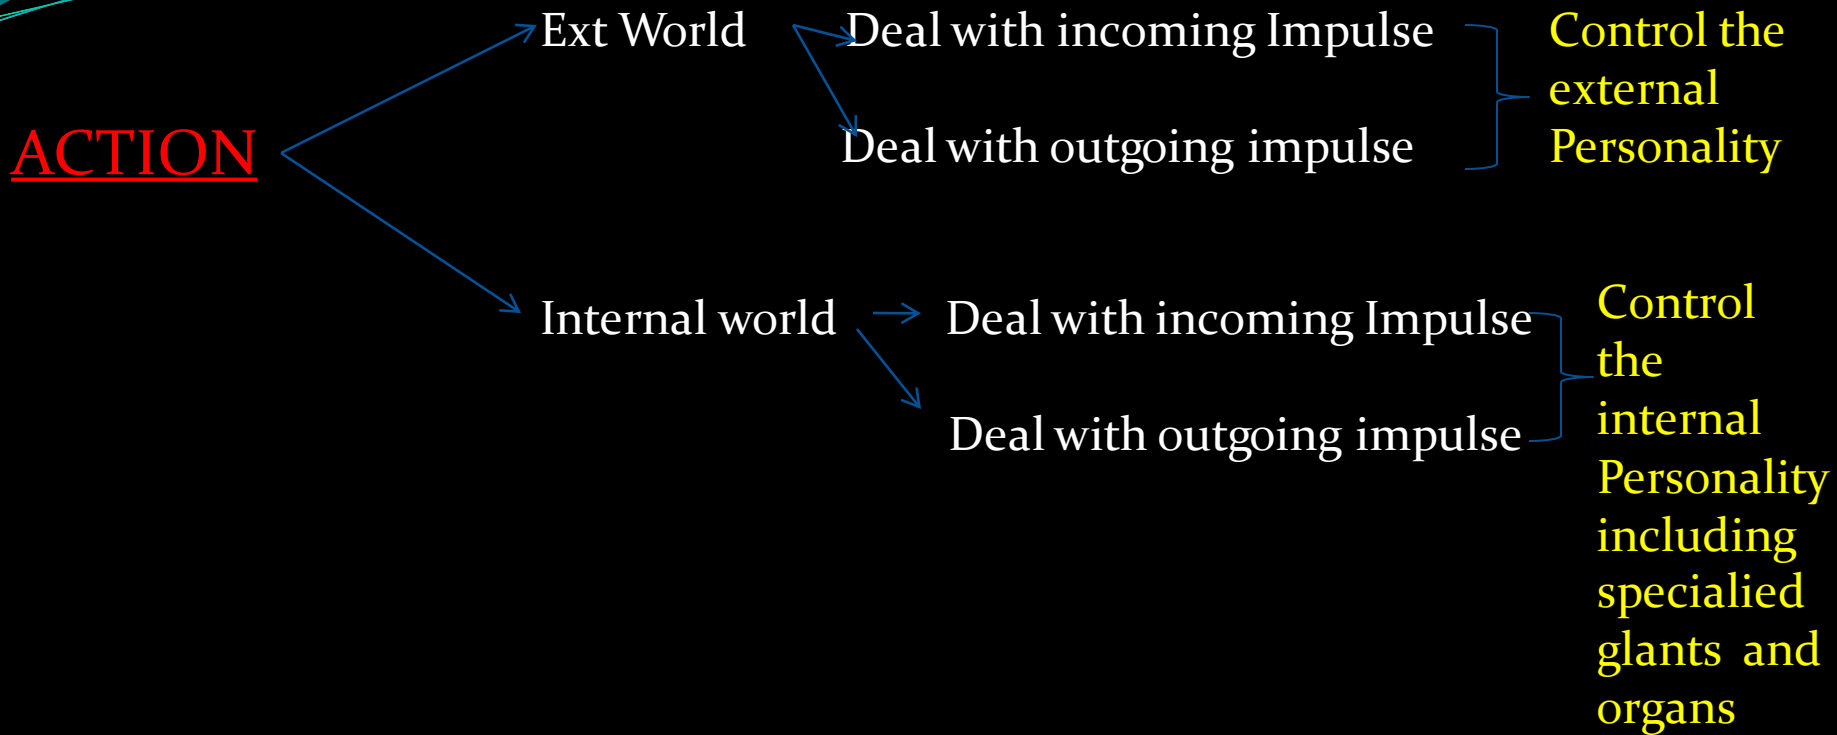 Ext World
Deal with incoming Impulse
Control the
external
Personality
ACTION
Deal with outgoing impulse
Internal world
Deal with incoming Impulse
Deal with outgoing impulse
Control
the
internal
Personality
including
specialied
glants and
organs